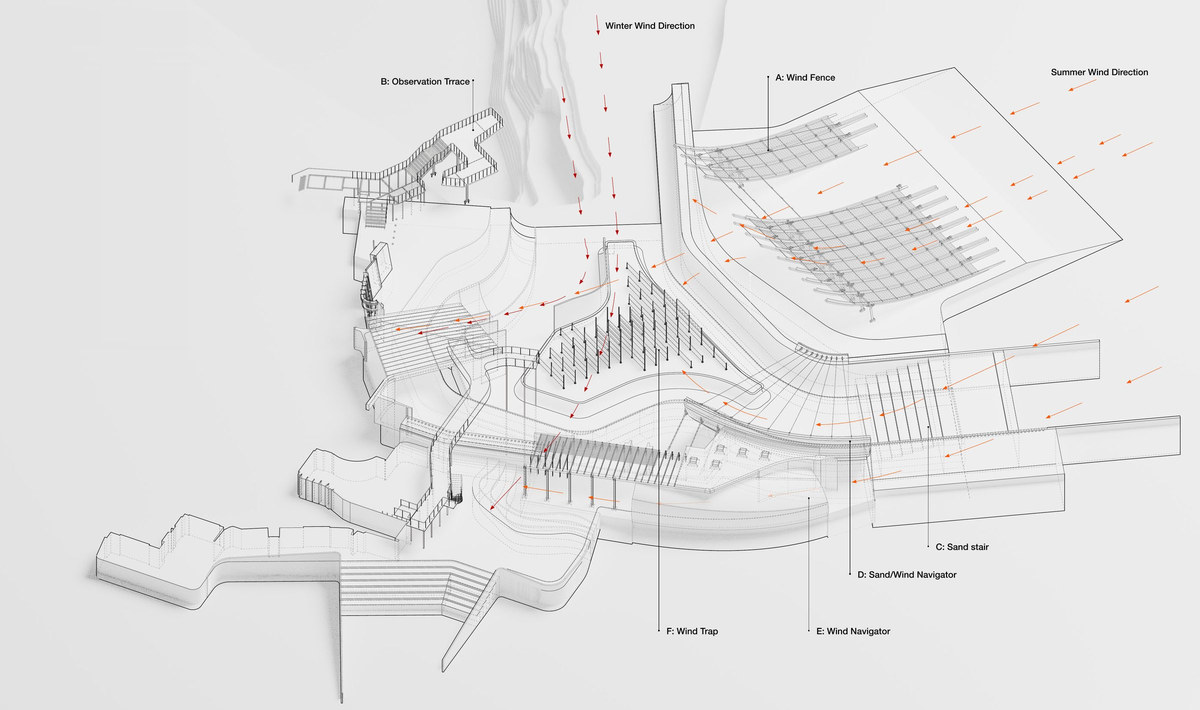 Winter Wind Direction
Summer Wind Direction
B: Observation Trrace
A: Wind Fence
C: Sand stair
D: Sand/Wind Navigator
F: Wind Trap
E: Wind Navigator